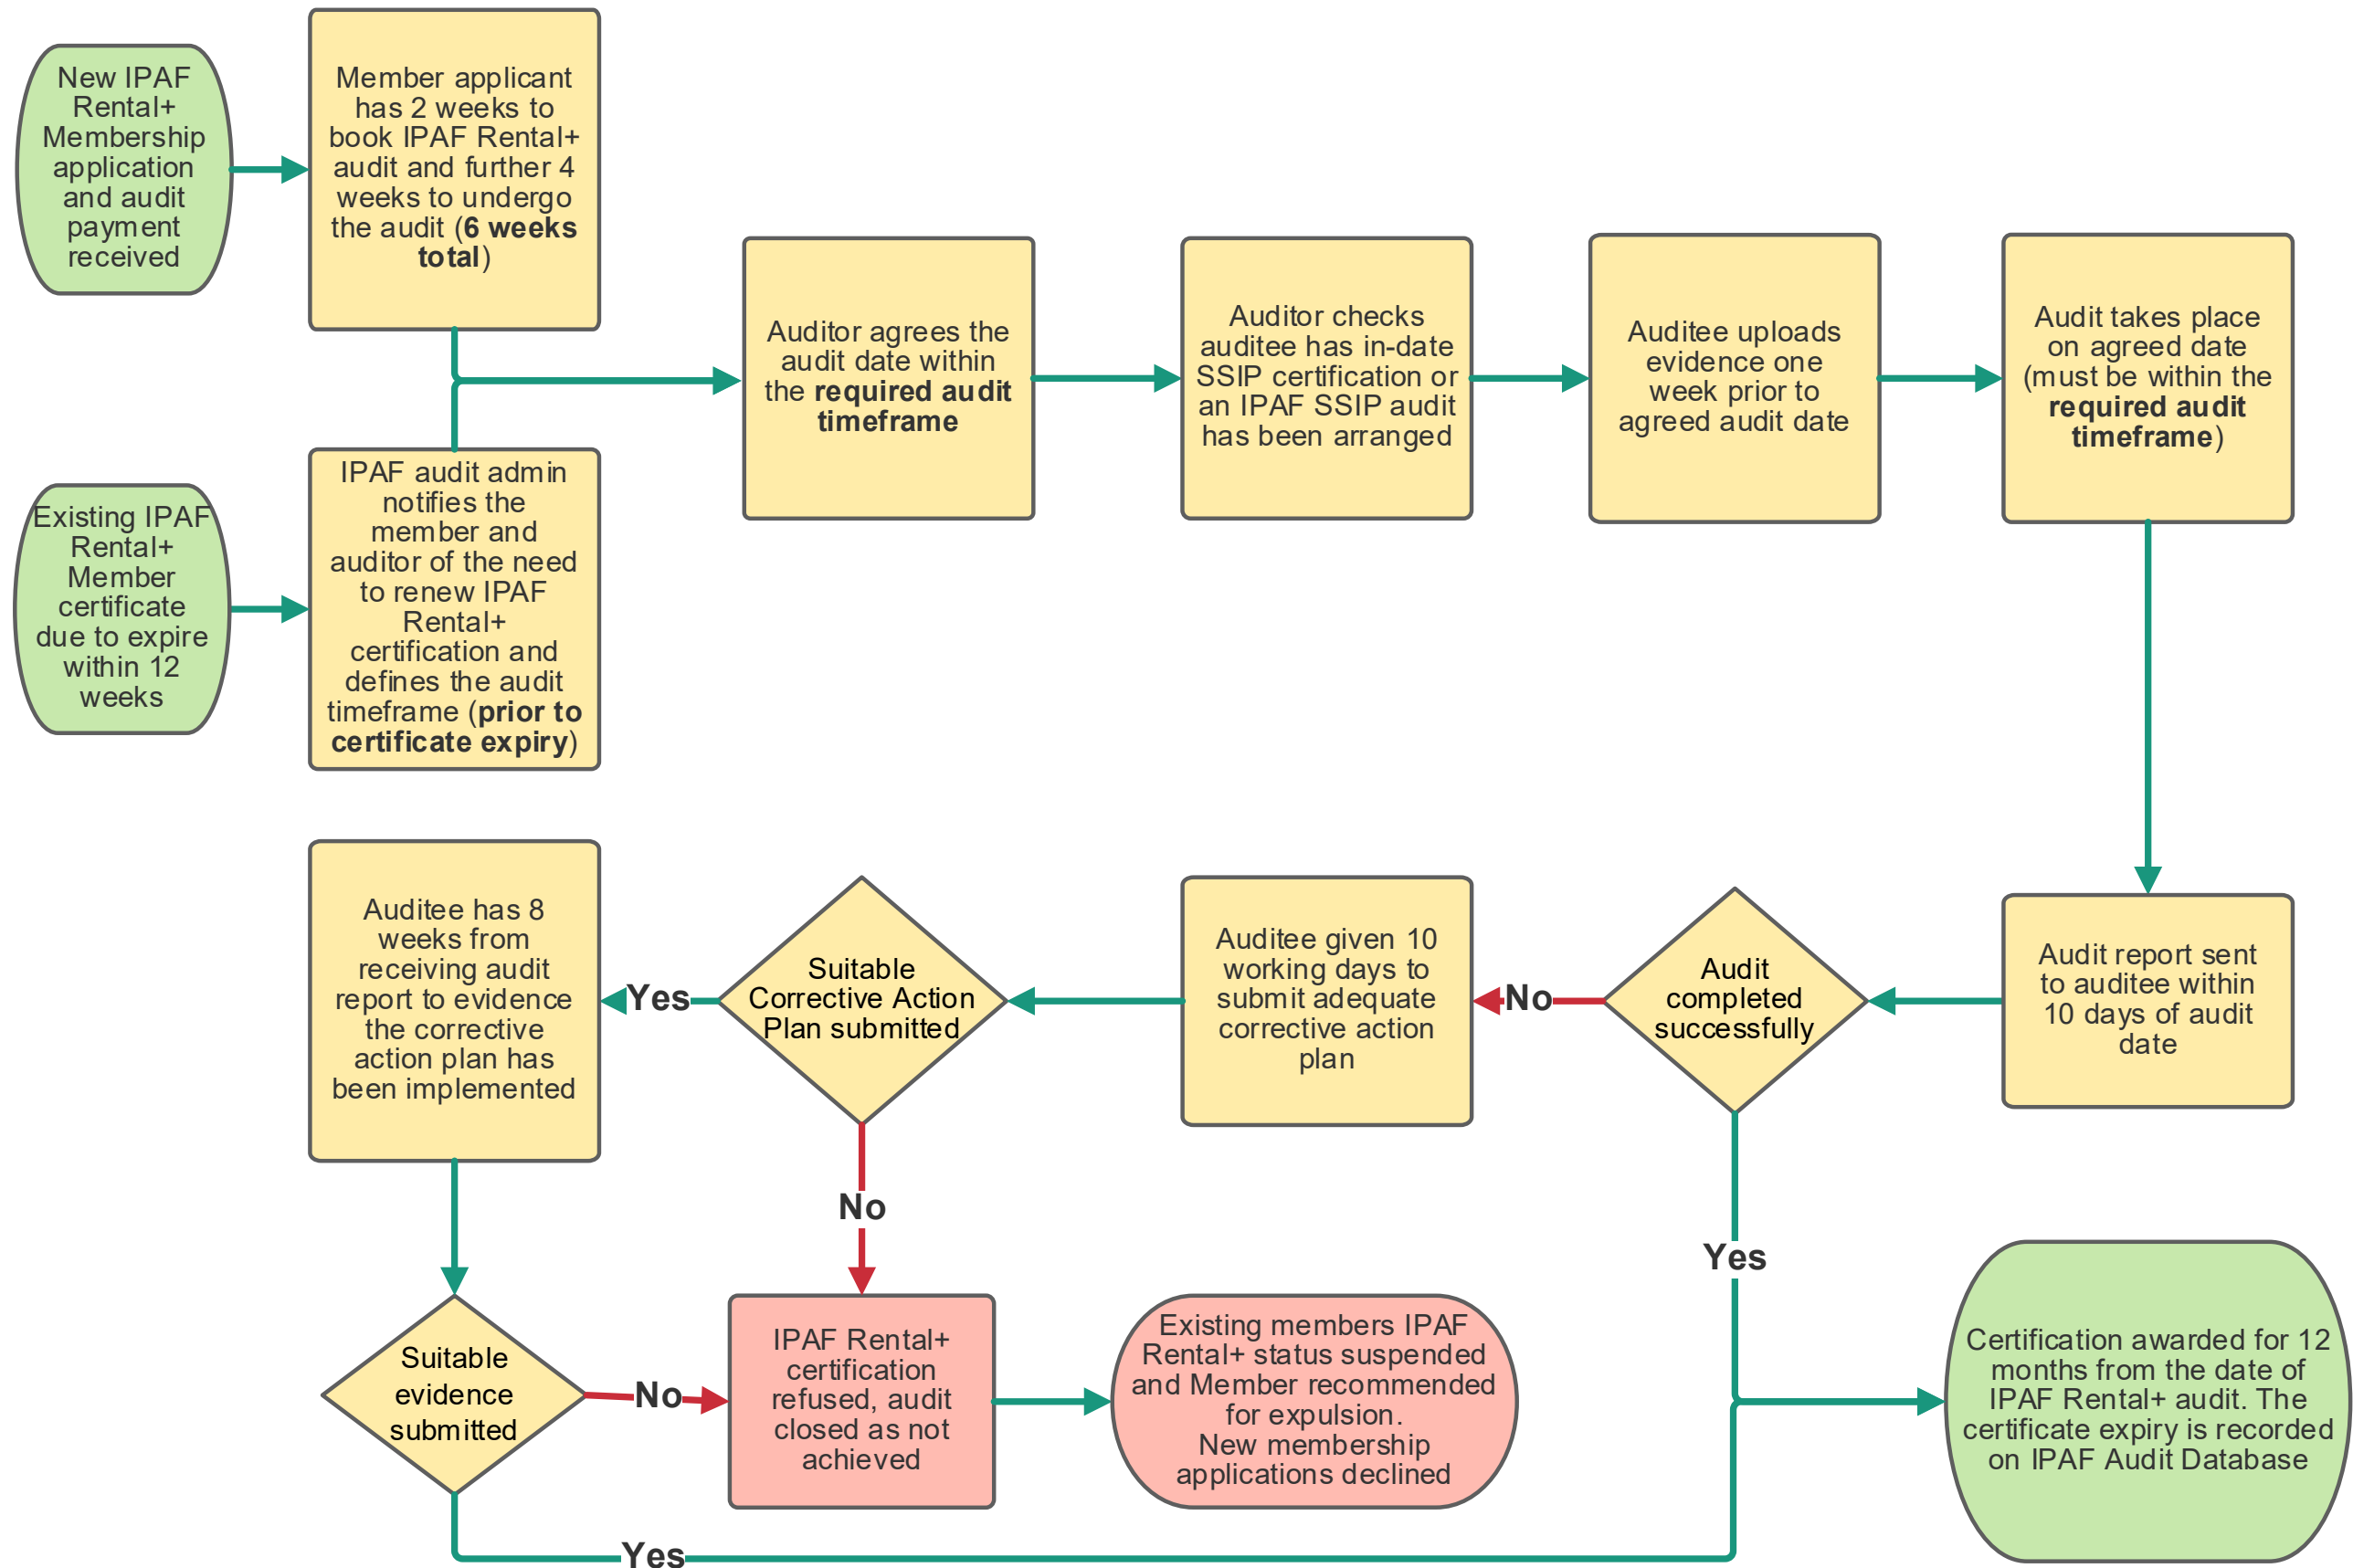 New IPAF
Rental+
Membership
application
and audit
payment
received
Member applicant
has 2 weeks to
book IPAF Rental+
audit and further 4
weeks to undergo
the audit (6 weeks
total)
Existing IPAF
Rental+
Member
certificate
due to expire
within 12
weeks
IPAF audit admin
notifies the
member and
auditor of the need
to renew IPAF
Rental+
certification and
defines the audit
timeframe (prior to
certificate expiry)
Auditor agrees the
audit date within
the required audit
timeframe
Auditor checks
auditee has in-date
SSIP certification or
an IPAF SSIP audit
has been arranged
Auditee uploads
evidence one
week prior to
agreed audit date
Audit takes place
on agreed date
(must be within the
required audit
timeframe)
Audit report sent
to auditee within
10 days of audit
date
Audit
completed
successfully
No
Auditee given 10
working days to
submit adequate
corrective action
plan
Suitable
Corrective Action
Plan submitted
Yes
Auditee has 8
weeks from
receiving audit
report to evidence
the corrective
action plan has
been implemented
No
Yes
Suitable
evidence
submitted
No
IPAF Rental+
certification
refused, audit
closed as not
achieved
Existing members IPAF
Rental+ status suspended
and Member recommended
for expulsion.
New membership
applications declined
Certification awarded for 12
months from the date of
IPAF Rental+ audit. The
certificate expiry is recorded
on IPAF Audit Database
Yes